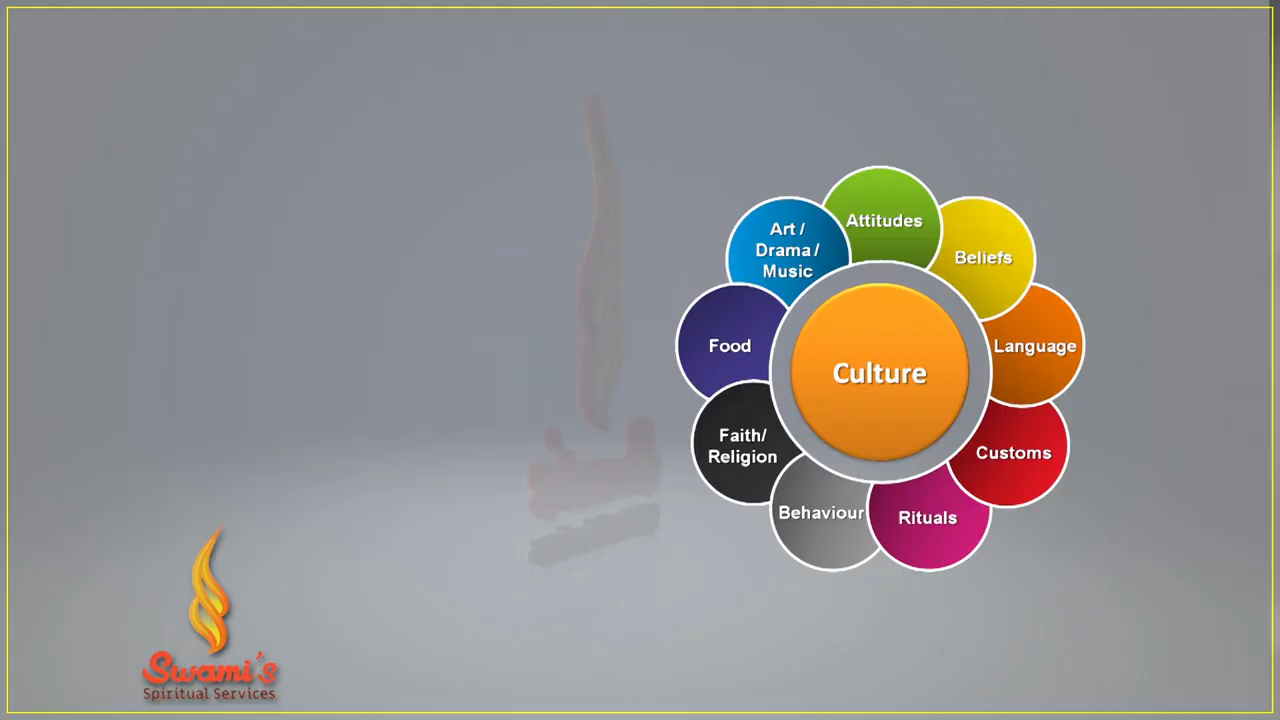 Attitudes
Art /
Drama /
Music
Beliefs
Food
Language
Culture
Faith/
Religion
Customs
Behaviour
Rituals
Swami's
Spiritual Services